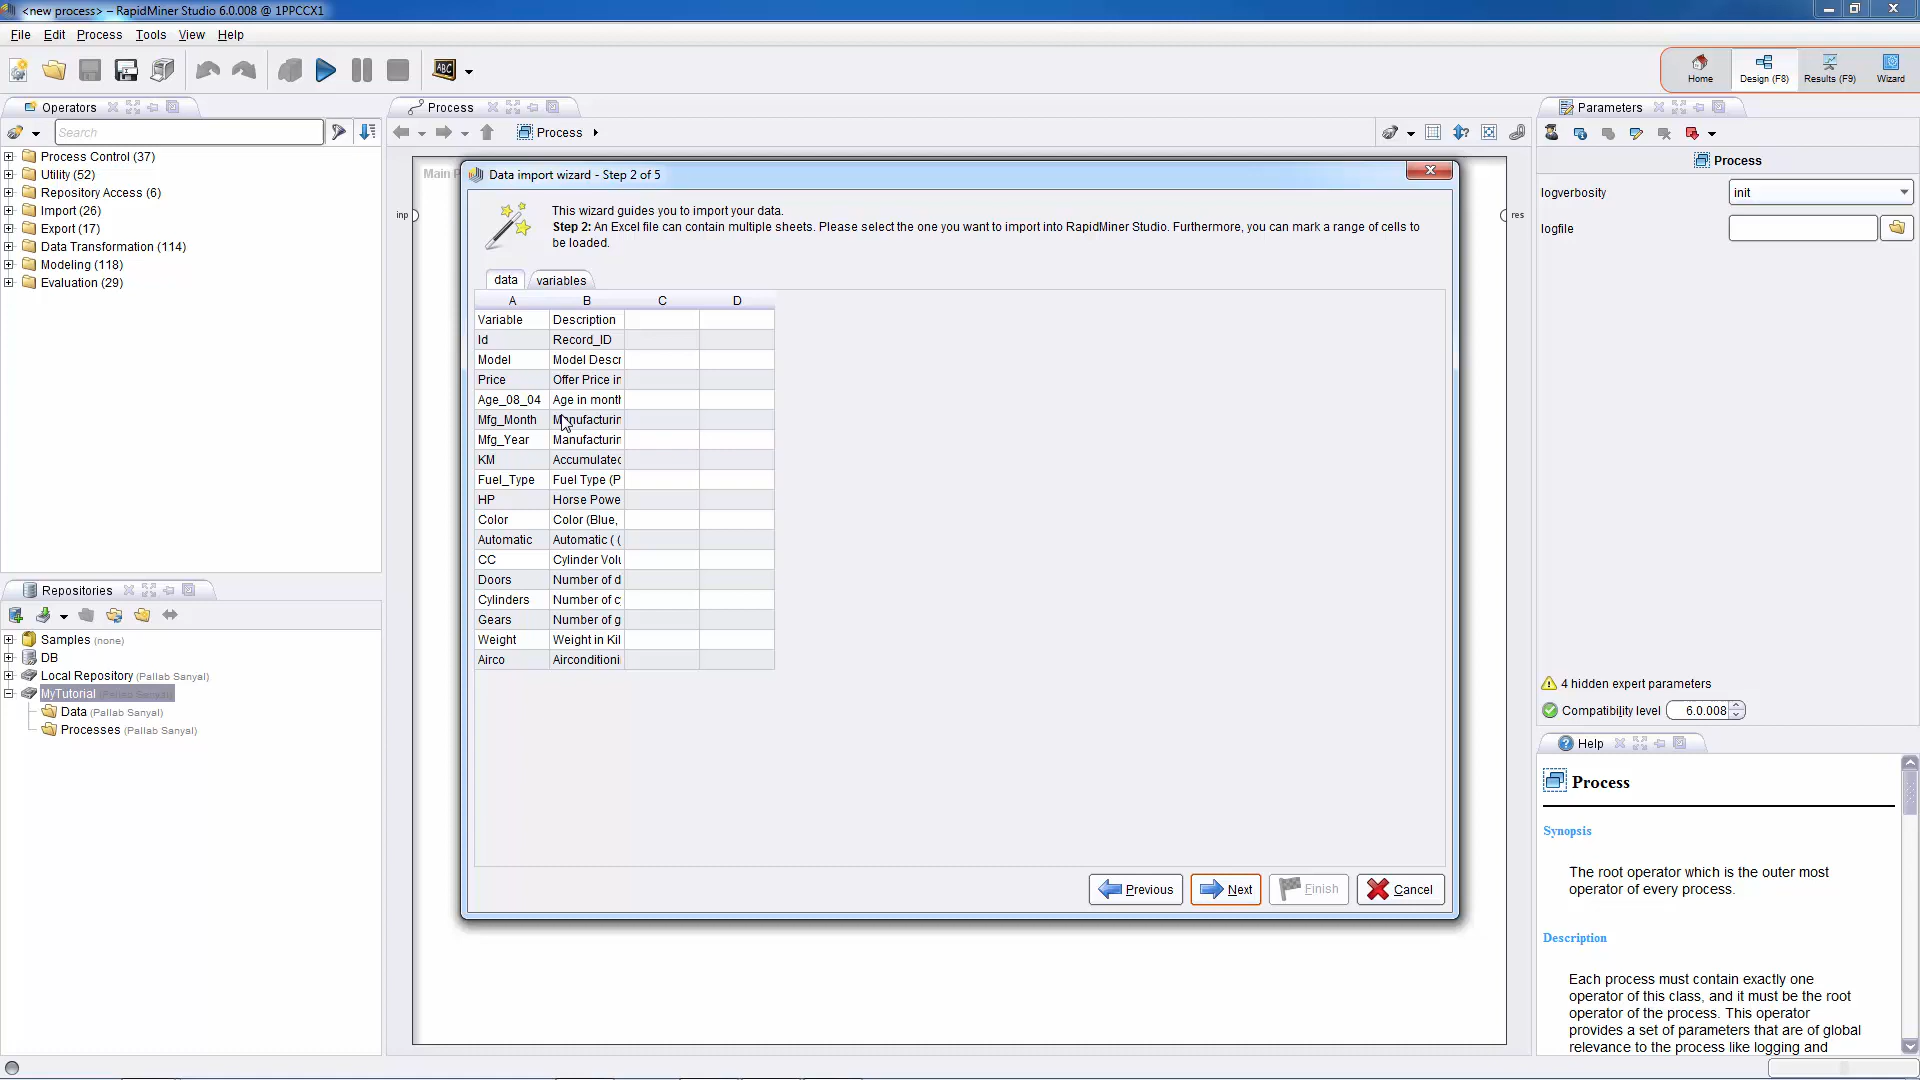 <new process> – RapidMiner Studio 6.0.008 @ 1PPCCX1
File Edit Process Tools View Help
ABC
Home Design (F8) Results (F9) Wizard
Operators
Search
Process Control (37)
Utility (52)
Repository Access (6)
Import (26)
Export (17)
Data Transformation (114)
Modeling (118)
Evaluation (29)
Repositories
Samples (none)
DB
Local Repository (Pallab Sanyal)
MyTutorial (Pallab Sanyal)
Data (Pallab Sanyal)
Processes (Pallab Sanyal)
Process
Process
Main P
inp
res
Data import wizard - Step 2 of 5
This wizard guides you to import your data.
Step 2: An Excel file can contain multiple sheets. Please select the one you want to import into RapidMiner Studio. Furthermore, you can mark a range of cells to
be loaded.
data variables
A B C D
Variable Description
Id Record_ID
Model Model Descr
Price Offer Price in
Age_08_04 Age in month
Mfg_Month Manufacturin
Mfg_Year Manufacturin
KM Accumulated
Fuel_Type Fuel Type (P
HP Horse Powe
Color Color (Blue,
Automatic Automatic ( (
CC Cylinder Volu
Doors Number of d
Cylinders Number of c
Gears Number of g
Weight Weight in Kil
Airco Airconditioni
Previous Next Finish Cancel
Parameters
Process
logverbosity init
logfile
4 hidden expert parameters
Compatibility level 6.0.008
Help
Process
Synopsis
The root operator which is the outer most
operator of every process.
Description
Each process must contain exactly one
operator of this class, and it must be the root
operator of the process. This operator
provides a set of parameters that are of global
relevance to the process like logging and